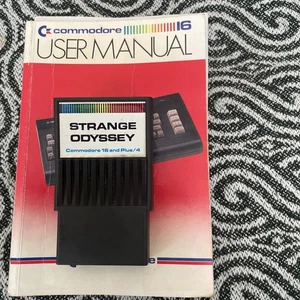 commodore 16
USER MANUAL
STRANGE
ODYSSEY
Commodore 16 and Plus/4